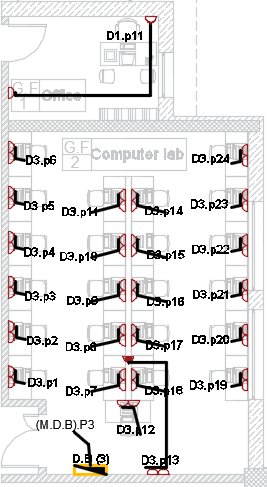 D1.p11
G.F
1
Office
G.F
2
Computer lab
D3.p6
D3.p24
D3.p5
D3.p11
D3.p14
D3.p23
D3.p4
D3.p10
D3.p15
D3.p22
D3.p3
D3.p9
D3.p16
D3.p21
D3.p2
D3.p8
D3.p17
D3.p20
D3.p1
D3.p7
D3.p18
D3.p19
(M.D.B).P3
D3.p12
D.B (3)
D3.p13